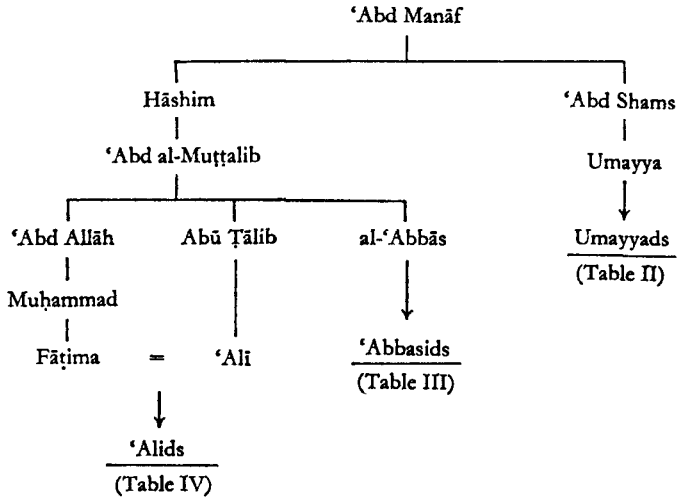 ‘Abd Manāf
Hāshim ‘Abd Shams
‘Abd al-Muṭṭalib
Umayya
‘Abd Allāh Abū Ṭālib al-‘Abbās Umayyads
(Table II)
Muḥammad
Fāṭima = ‘Alī ‘Abbasids
(Table III)
‘Alids
(Table IV)